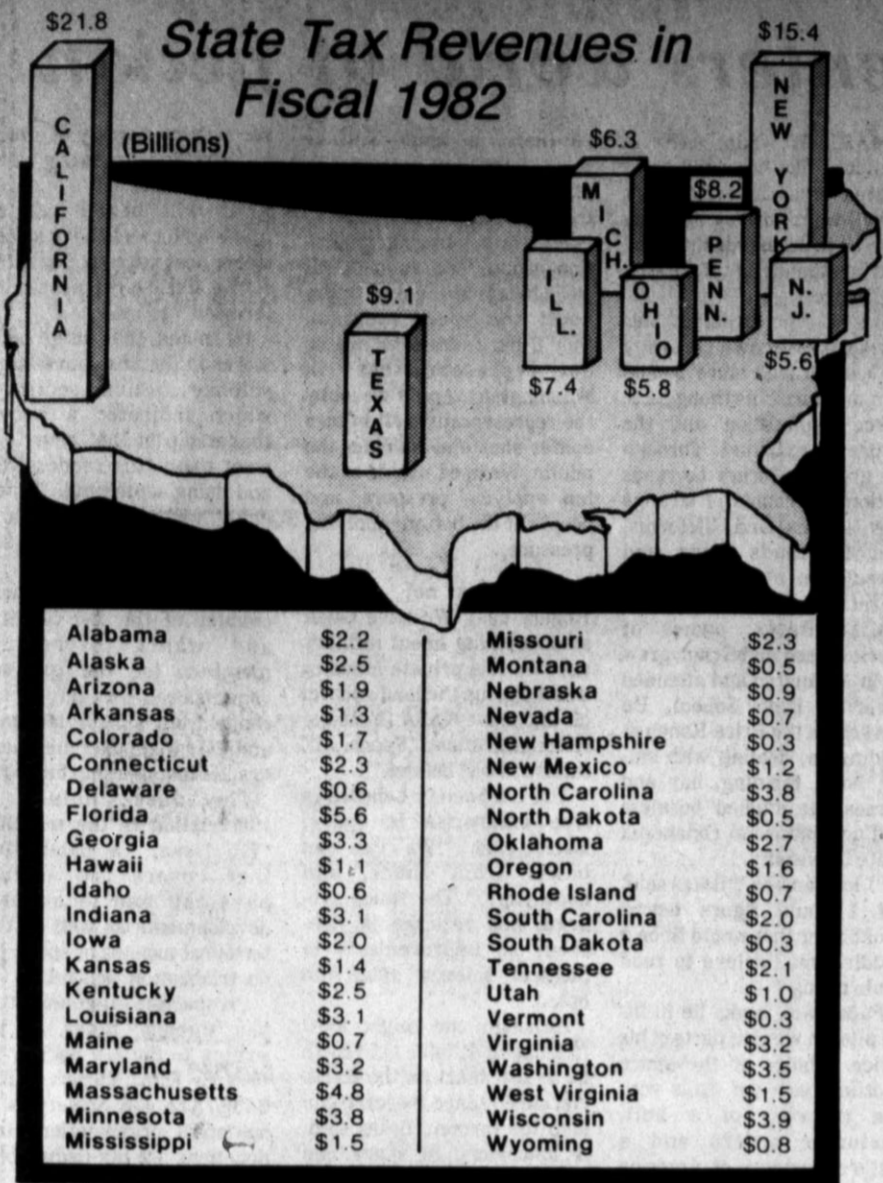 State Tax Revenues in
Fiscal 1982
(Billions)
$21.8
CALIFORNIA
$9.1
TEXAS
$6.3
MICH.
ILL.
$7.4
OHIO
$5.8
$8.2
PENN.
$15.4
NEW YORK
N.J.
$5.6
Alabama $2.2
Alaska $2.5
Arizona $1.9
Arkansas $1.3
Colorado $1.7
Connecticut $2.3
Delaware $0.6
Florida $5.6
Georgia $3.3
Hawaii $1.1
Idaho $0.6
Indiana $3.1
Iowa $2.0
Kansas $1.4
Kentucky $2.5
Louisiana $3.1
Maine $0.7
Maryland $3.2
Massachusetts $4.8
Minnesota $3.8
Mississippi $1.5
Missouri $2.3
Montana $0.5
Nebraska $0.9
Nevada $0.7
New Hampshire $0.3
New Mexico $1.2
North Carolina $3.8
North Dakota $0.5
Oklahoma $2.7
Oregon $1.6
Rhode Island $0.7
South Carolina $2.0
South Dakota $0.3
Tennessee $2.1
Utah $1.0
Vermont $0.3
Virginia $3.2
Washington $3.5
West Virginia $1.5
Wisconsin $3.9
Wyoming $0.8